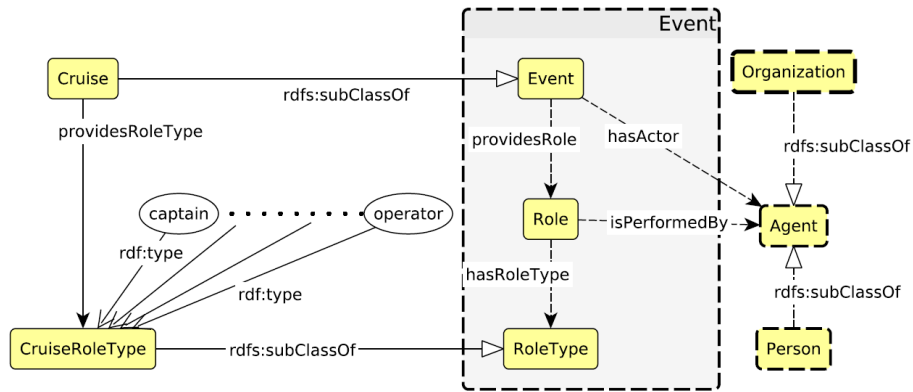 Event
Cruise
Event
Organization
rdfs:subClassOf
providesRoleType
providesRole
hasActor
rdfs:subClassOf
captain
operator
Role
isPerformedBy
Agent
rdf:type
hasRoleType
rdf:type
rdfs:subClassOf
CruiseRoleType
rdfs:subClassOf
RoleType
Person